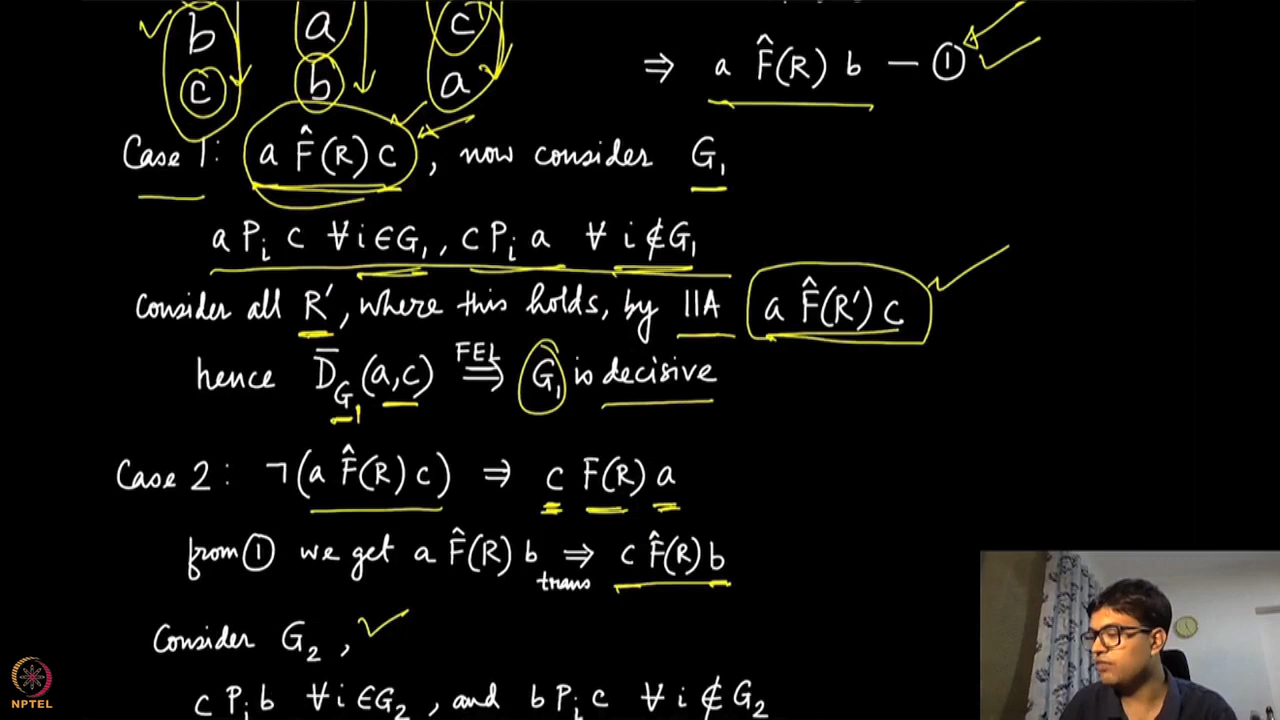 b a c
c b a
⇒ a F̂(R) b — ①
Case 1: a F̂(R) c, now consider G₁
a Pᵢ c ∀ i ∈ G₁, c Pᵢ a ∀ i ∉ G₁
Consider all R′, where this holds, by IIA a F̂(R′) c
hence D̄_G₁(a,c) ⟹^FEL G₁ is decisive
Case 2: ¬(a F̂(R) c) ⇒ c F(R) a
from ① we get a F̂(R) b ⇒ trans c F̂(R) b
Consider G₂,
c Pᵢ b ∀ i ∈ G₂, and b Pᵢ c ∀ i ∉ G₂
NPTEL